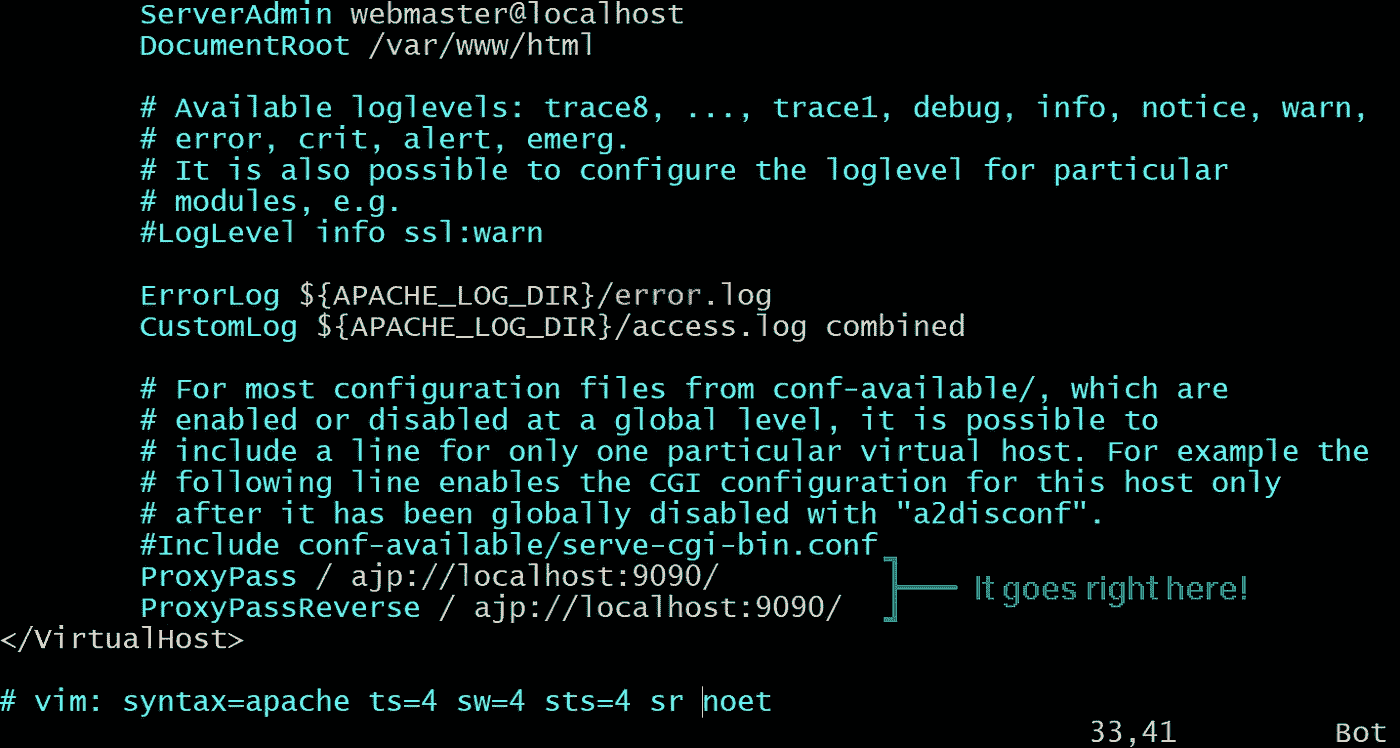 ServerAdmin webmaster@localhost
DocumentRoot /var/www/html
# Available loglevels: trace8, ..., trace1, debug, info, notice, warn,
# error, crit, alert, emerg.
# It is also possible to configure the loglevel for particular
# modules, e.g.
#LogLevel info ssl:warn
ErrorLog ${APACHE_LOG_DIR}/error.log
CustomLog ${APACHE_LOG_DIR}/access.log combined
# For most configuration files from conf-available/, which are
# enabled or disabled at a global level, it is possible to
# include a line for only one particular virtual host. For example the
# following line enables the CGI configuration for this host only
# after it has been globally disabled with "a2disconf".
#Include conf-available/serve-cgi-bin.conf
ProxyPass / ajp://localhost:9090/
It goes right here!
ProxyPassReverse / ajp://localhost:9090/
</VirtualHost>
# vim: syntax=apache ts=4 sw=4 sts=4 sr noet
33,41 Bot